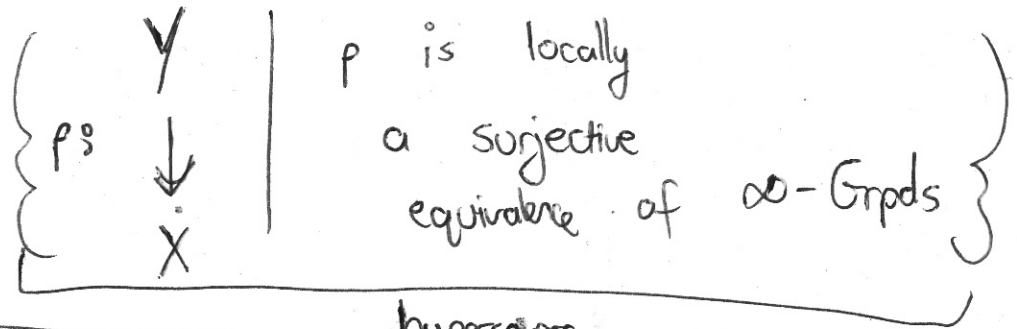 Y
p is locally
p:
a surjective
equivalence of ∞-Grpds
X